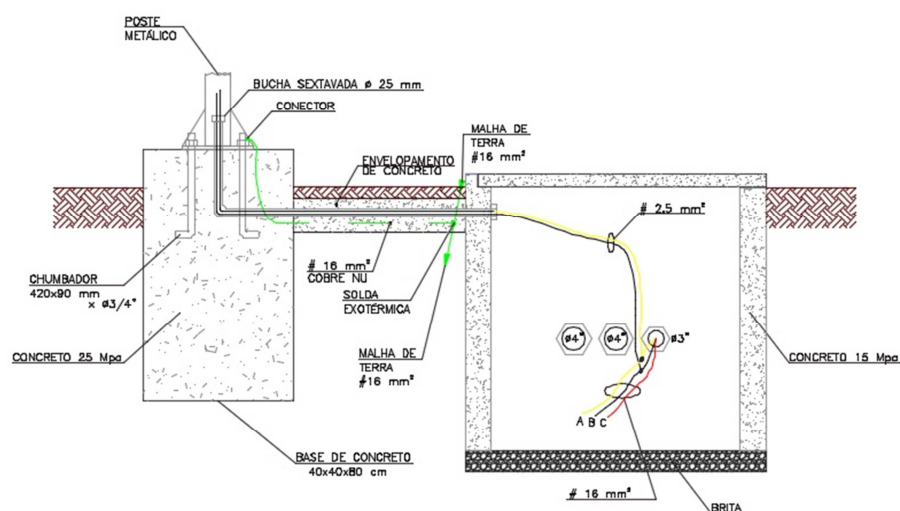 POSTE
METÁLICO
BUCHA SEXTAVADA ø 25 mm
CONECTOR
MALHA DE
TERRA
#16 mm²
ENVELOPAMENTO
DE CONCRETO
# 2,5 mm²
CHUMBADOR
420x90 mm
x ø3/4"
# 16 mm²
COBRE NU
SOLDA
EXOTÉRMICA
ø4" ø4" ø3"
CONCRETO 25 Mpa
MALHA DE
TERRA
#16 mm²
CONCRETO 15 Mpa
A B C
BASE DE CONCRETO
40x40x80 cm
# 16 mm²
BRITA